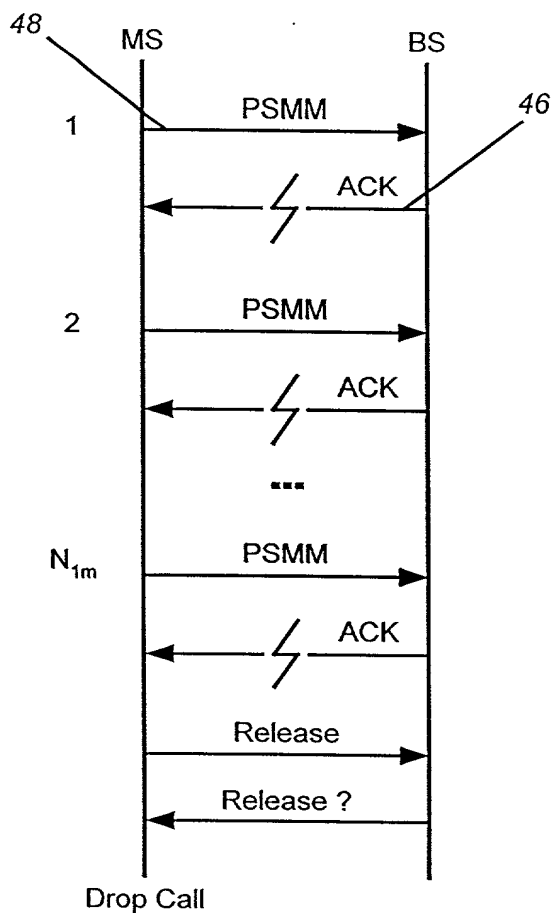 48
MS
BS
1
PSMM
46
ACK
2
PSMM
ACK
...
N1m
PSMM
ACK
Release
Release ?
Drop Call